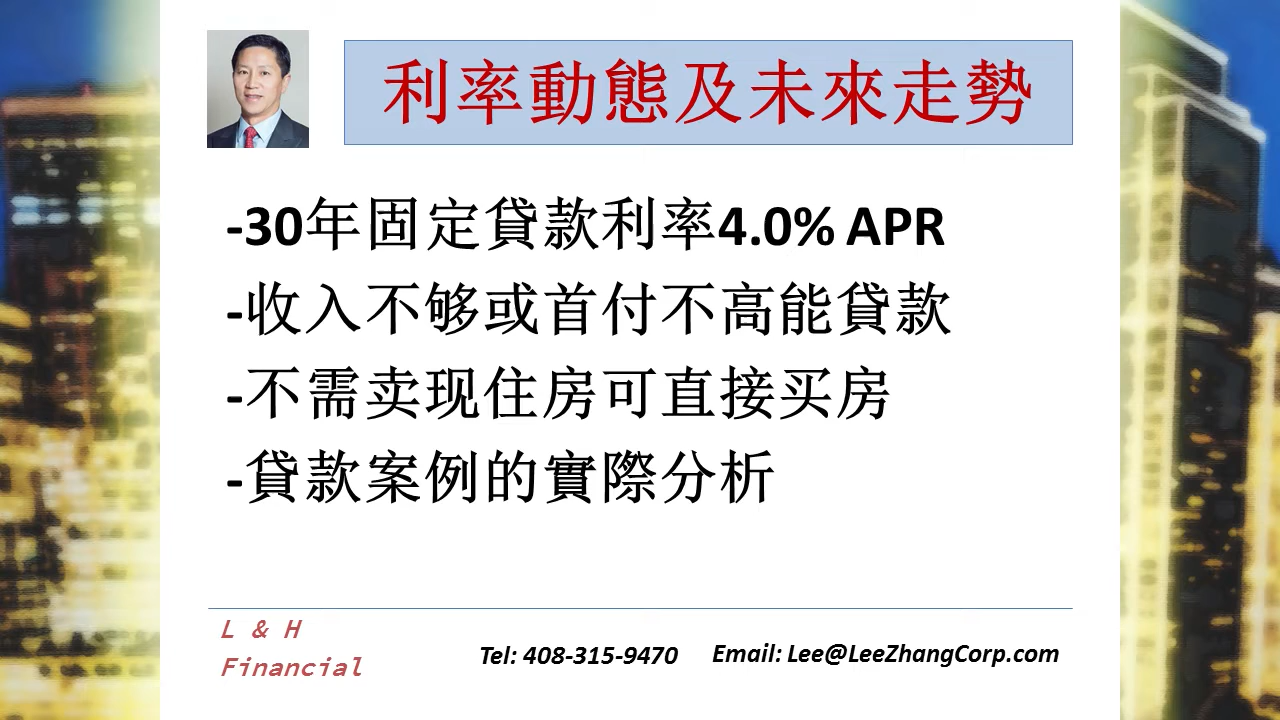 利率動態及未來走勢
-30年固定貸款利率4.0% APR
-收入不够或首付不高能貸款
-不需卖现住房可直接买房
-貸款案例的實際分析
L & H
Financial
Tel: 408-315-9470
Email: Lee@LeeZhangCorp.com